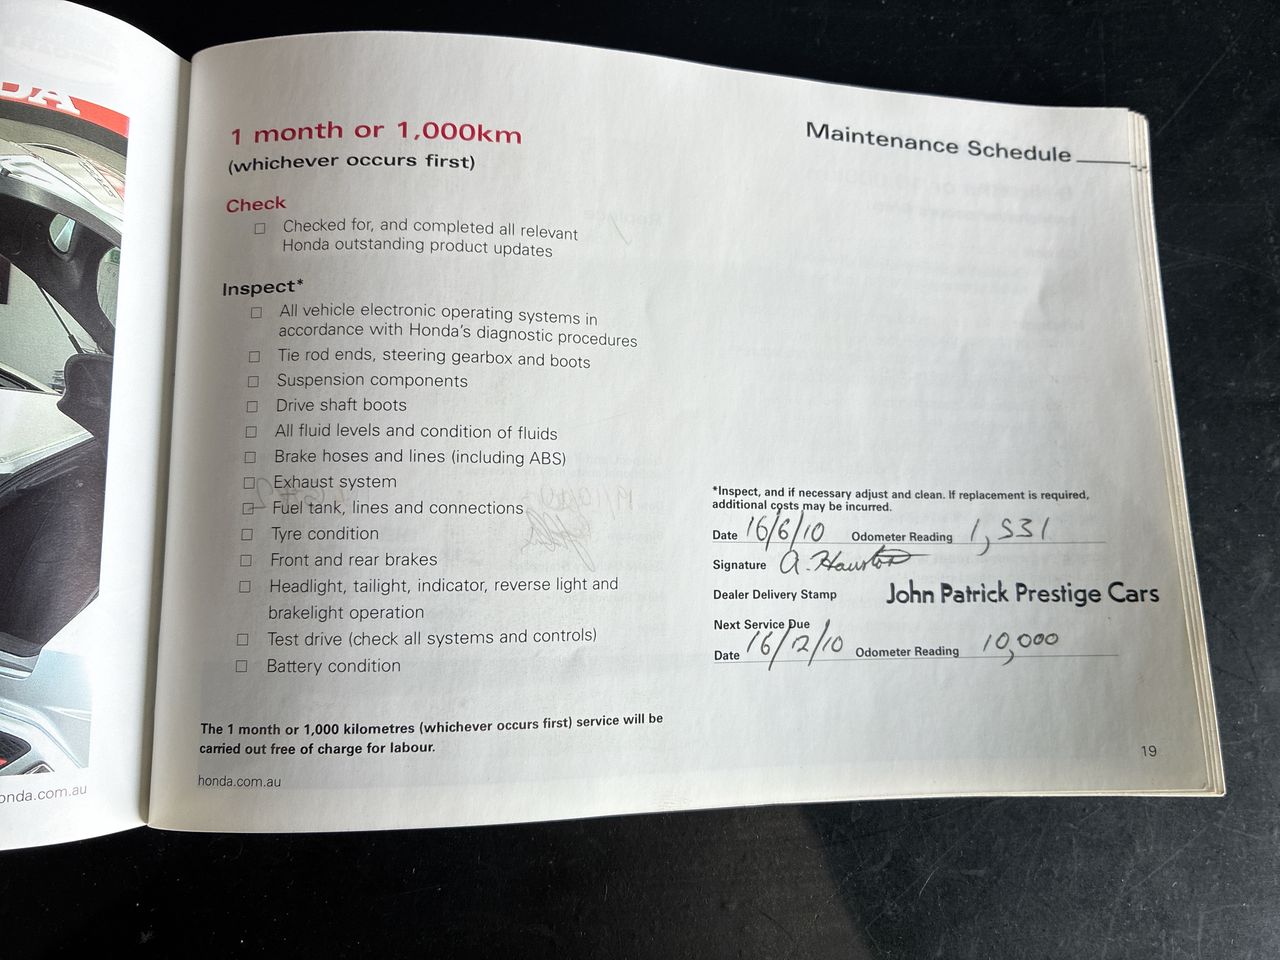 DA
onda.com.au
1 month or 1,000km
(whichever occurs first)
Maintenance Schedule
Check
□ Checked for, and completed all relevant
Honda outstanding product updates
Inspect*
□ All vehicle electronic operating systems in
accordance with Honda's diagnostic procedures
□ Tie rod ends, steering gearbox and boots
□ Suspension components
□ Drive shaft boots
□ All fluid levels and condition of fluids
□ Brake hoses and lines (including ABS)
□ Exhaust system
□ Fuel tank, lines and connections
□ Tyre condition
□ Front and rear brakes
□ Headlight, tailight, indicator, reverse light and
brakelight operation
□ Test drive (check all systems and controls)
□ Battery condition
The 1 month or 1,000 kilometres (whichever occurs first) service will be
carried out free of charge for labour.
honda.com.au
*Inspect, and if necessary adjust and clean. If replacement is required,
additional costs may be incurred.
Date 16/6/10 Odometer Reading 1,531
Signature
Dealer Delivery Stamp John Patrick Prestige Cars
Next Service Due
Date 16/12/10 Odometer Reading 10,000
19